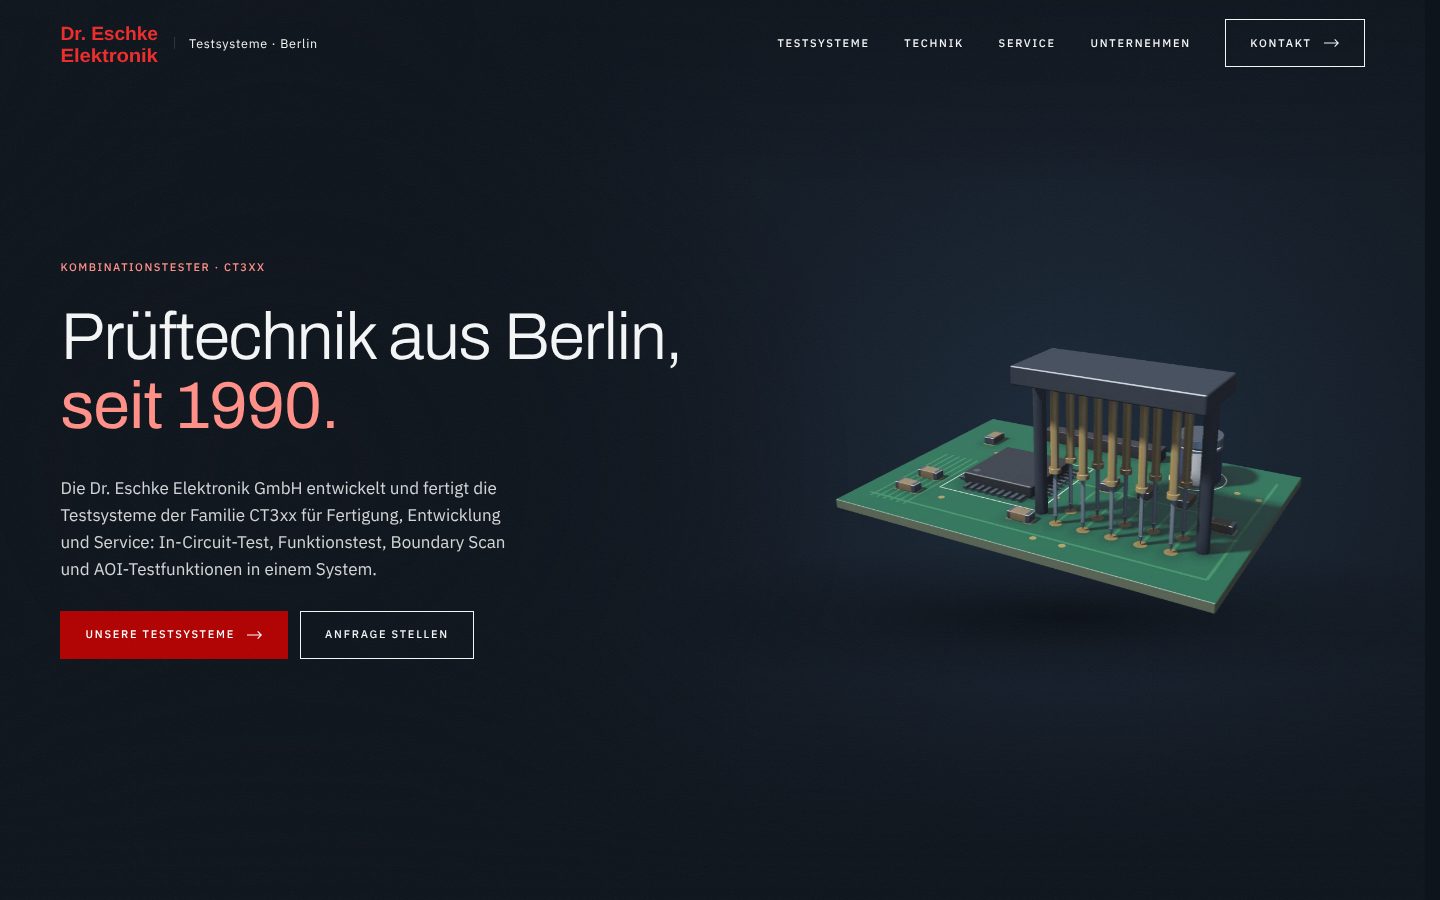 Dr. Eschke
Elektronik
Testsysteme · Berlin
TESTSYSTEME
TECHNIK
SERVICE
UNTERNEHMEN
KONTAKT →
KOMBINATIONSTESTER · CT3XX
Prüftechnik aus Berlin,
seit 1990.
Die Dr. Eschke Elektronik GmbH entwickelt und fertigt die
Testsysteme der Familie CT3xx für Fertigung, Entwicklung
und Service: In-Circuit-Test, Funktionstest, Boundary Scan
und AOI-Testfunktionen in einem System.
UNSERE TESTSYSTEME →
ANFRAGE STELLEN